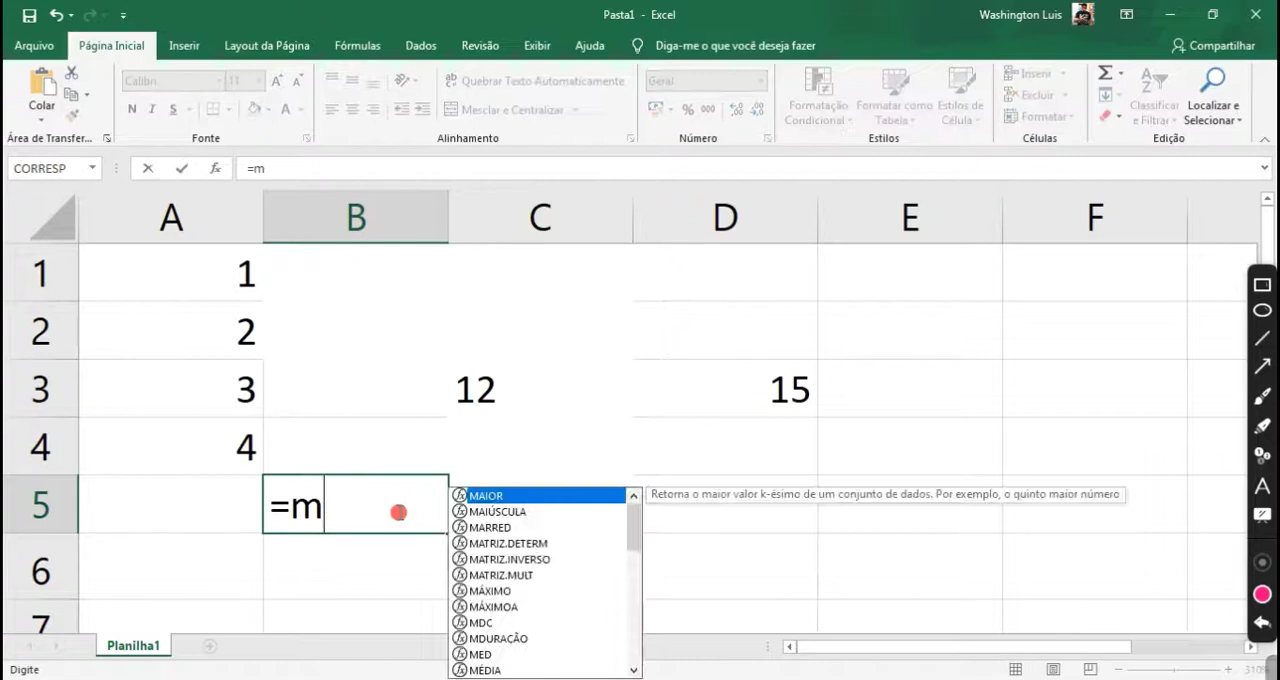 Pasta1 - Excel
Washington Luis
Arquivo Página Inicial Inserir Layout da Página Fórmulas Dados Revisão Exibir Ajuda Diga-me o que você deseja fazer Compartilhar
Calibri 11 Quebrar Texto Automaticamente Geral Inserir
Colar N I S A Mesclar e Centralizar % 000 Formatação Condicional Formatar como Tabela Estilos de Célula Excluir Formatar Classificar e Filtrar Localizar e Selecionar
Área de Transfer... Fonte Alinhamento Número Estilos Células Edição
CORRESP fx =m
A B C D E F
1 1
2 2
3 3 12 15
4 4
5 =m
MAIOR Retorna o maior valor k-ésimo de um conjunto de dados. Por exemplo, o quinto maior número
MAIÚSCULA
MARRED
MATRIZ.DETERM
MATRIZ.INVERSO
MATRIZ.MULT
MÁXIMO
MÁXIMOA
MDC
MDURAÇÃO
MED
MÉDIA
6
7
Planilha1
Digite 310%